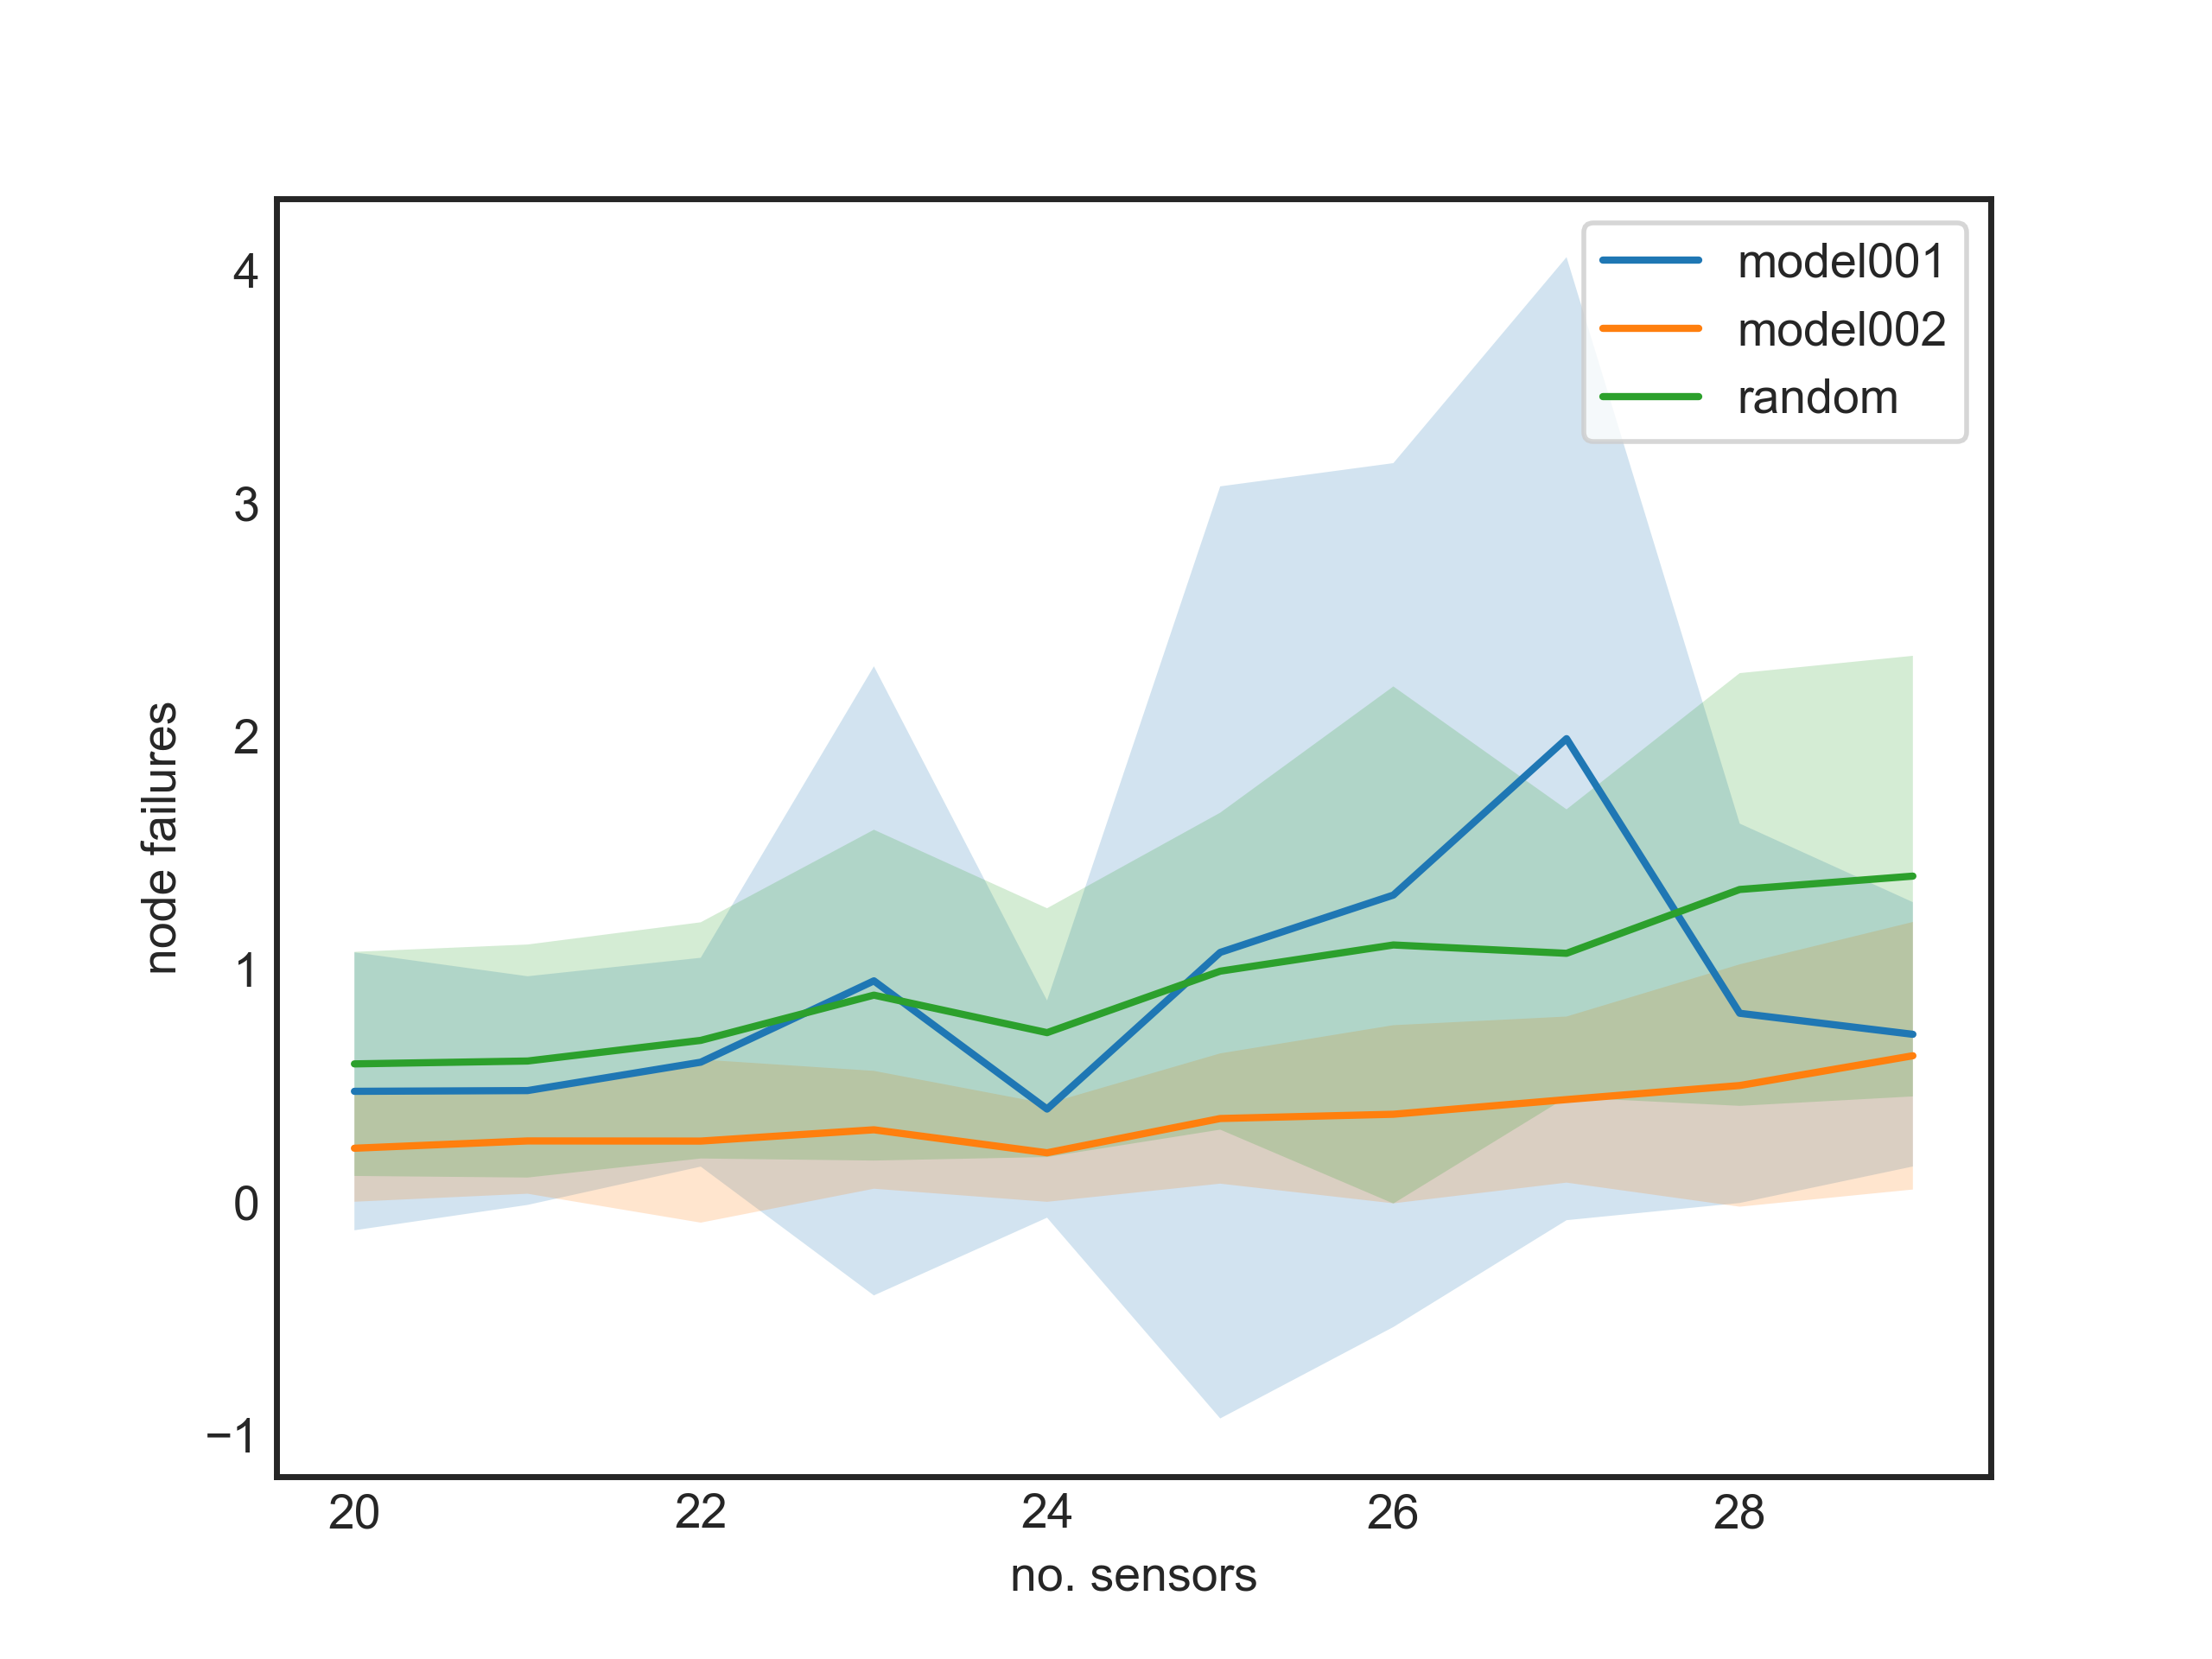 model001
model002
random
4
3
2
1
0
−1
node failures
20 22 24 26 28
no. sensors